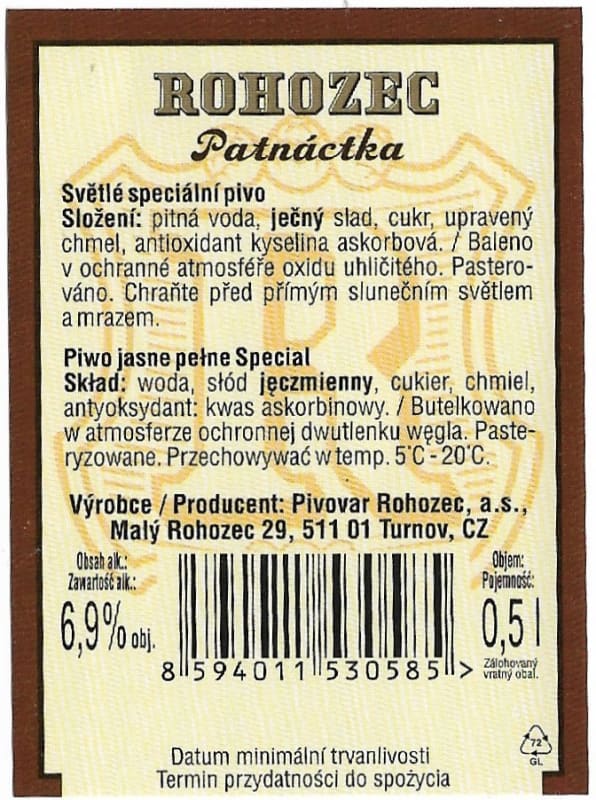 ROHOZEC
Patnáctka
Světlé speciální pivo
Složení: pitná voda, ječný slad, cukr, upravený
chmel, antioxidant kyselina askorbová. / Baleno
v ochranné atmosféře oxidu uhličitého. Pastero-
váno. Chraňte před přímým slunečním světlem
a mrazem.
Piwo jasne pełne Special
Skład: woda, słód jęczmienny, cukier, chmiel,
antyoksydant: kwas askorbinowy. / Butelkowano
w atmosferze ochronnej dwutlenku węgla. Paste-
ryzowane. Przechowywać w temp. 5°C - 20°C.
Výrobce / Producent: Pivovar Rohozec, a.s.,
Malý Rohozec 29, 511 01 Turnov, CZ
Obsah alk.:
Zawartość alk.:
6,9% obj.
8 594011 530585 >
Objem:
Pojemność:
0,5 l
Zálohovaný
vratný obal.
72
GL
Datum minimální trvanlivosti
Termin przydatności do spożycia